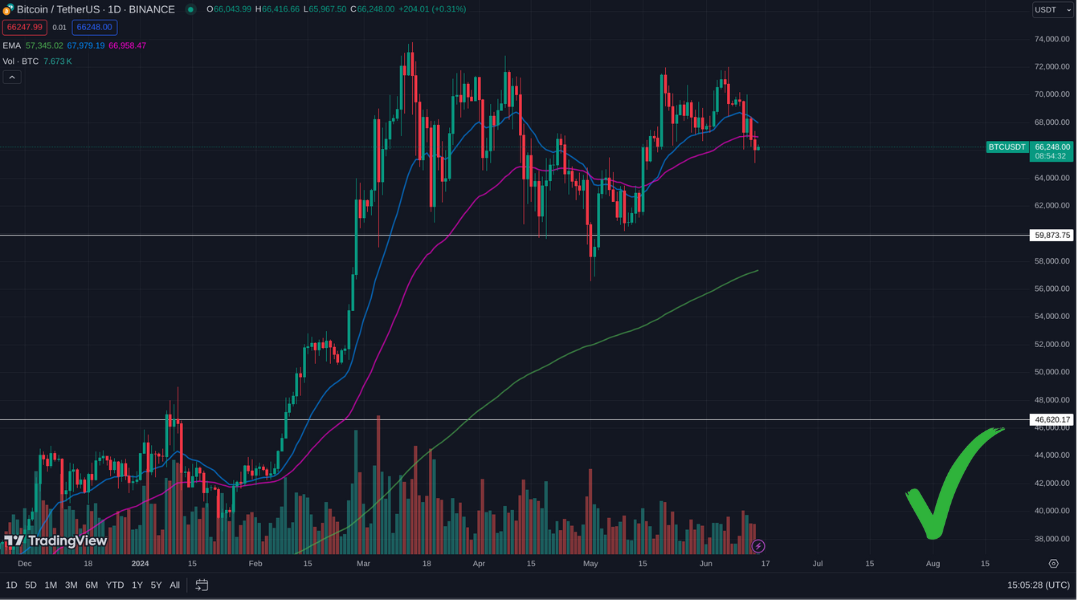 Bitcoin / TetherUS · 1D · BINANCE O66,043.99 H66,416.66 L65,967.50 C66,248.00 +204.01 (+0.31%)
USDT
66247.99 0.01 66248.00
EMA 57,345.02 67,979.19 66,958.47
Vol · BTC 7.673 K
74,000.00
72,000.00
70,000.00
68,000.00
BTCUSDT 66,248.00
08:54:32
64,000.00
62,000.00
59,873.75
58,000.00
56,000.00
54,000.00
52,000.00
50,000.00
48,000.00
46,620.17
46,000.00
44,000.00
42,000.00
40,000.00
38,000.00
TradingView
Dec 18 2024 15 Feb 15 Mar 18 Apr 15 May 15 Jun 17 Jul 15 Aug 15
1D 5D 1M 3M 6M YTD 1Y 5Y All 15:05:28 (UTC)